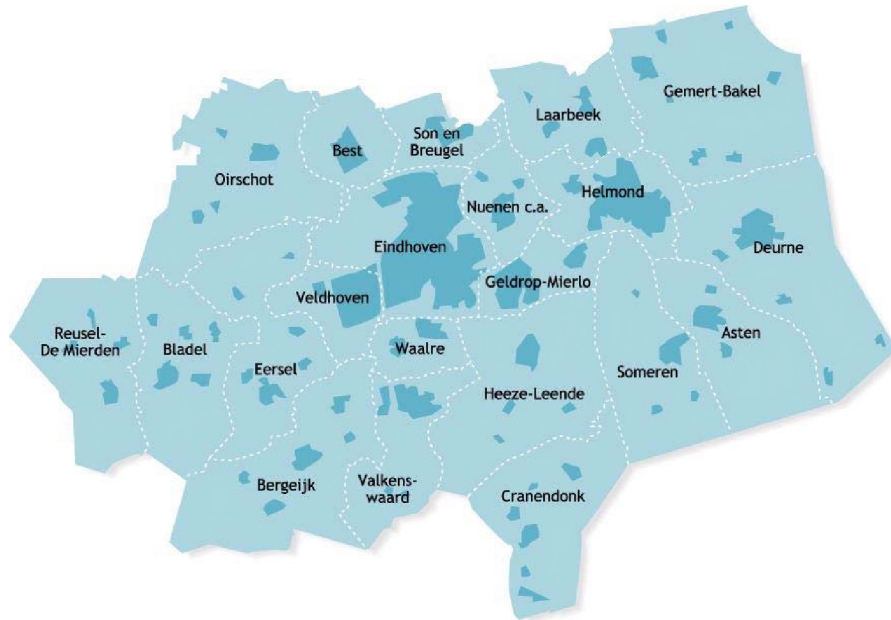 Gemert-Bakel
Laarbeek
Son en
Breugel
Best
Oirschot
Helmond
Nuenen c.a.
Eindhoven
Deurne
Geldrop-Mierlo
Veldhoven
Reusel-
De Mierden
Bladel
Waalre
Asten
Eersel
Someren
Heeze-Leende
Bergeijk
Valkens-
waard
Cranendonk